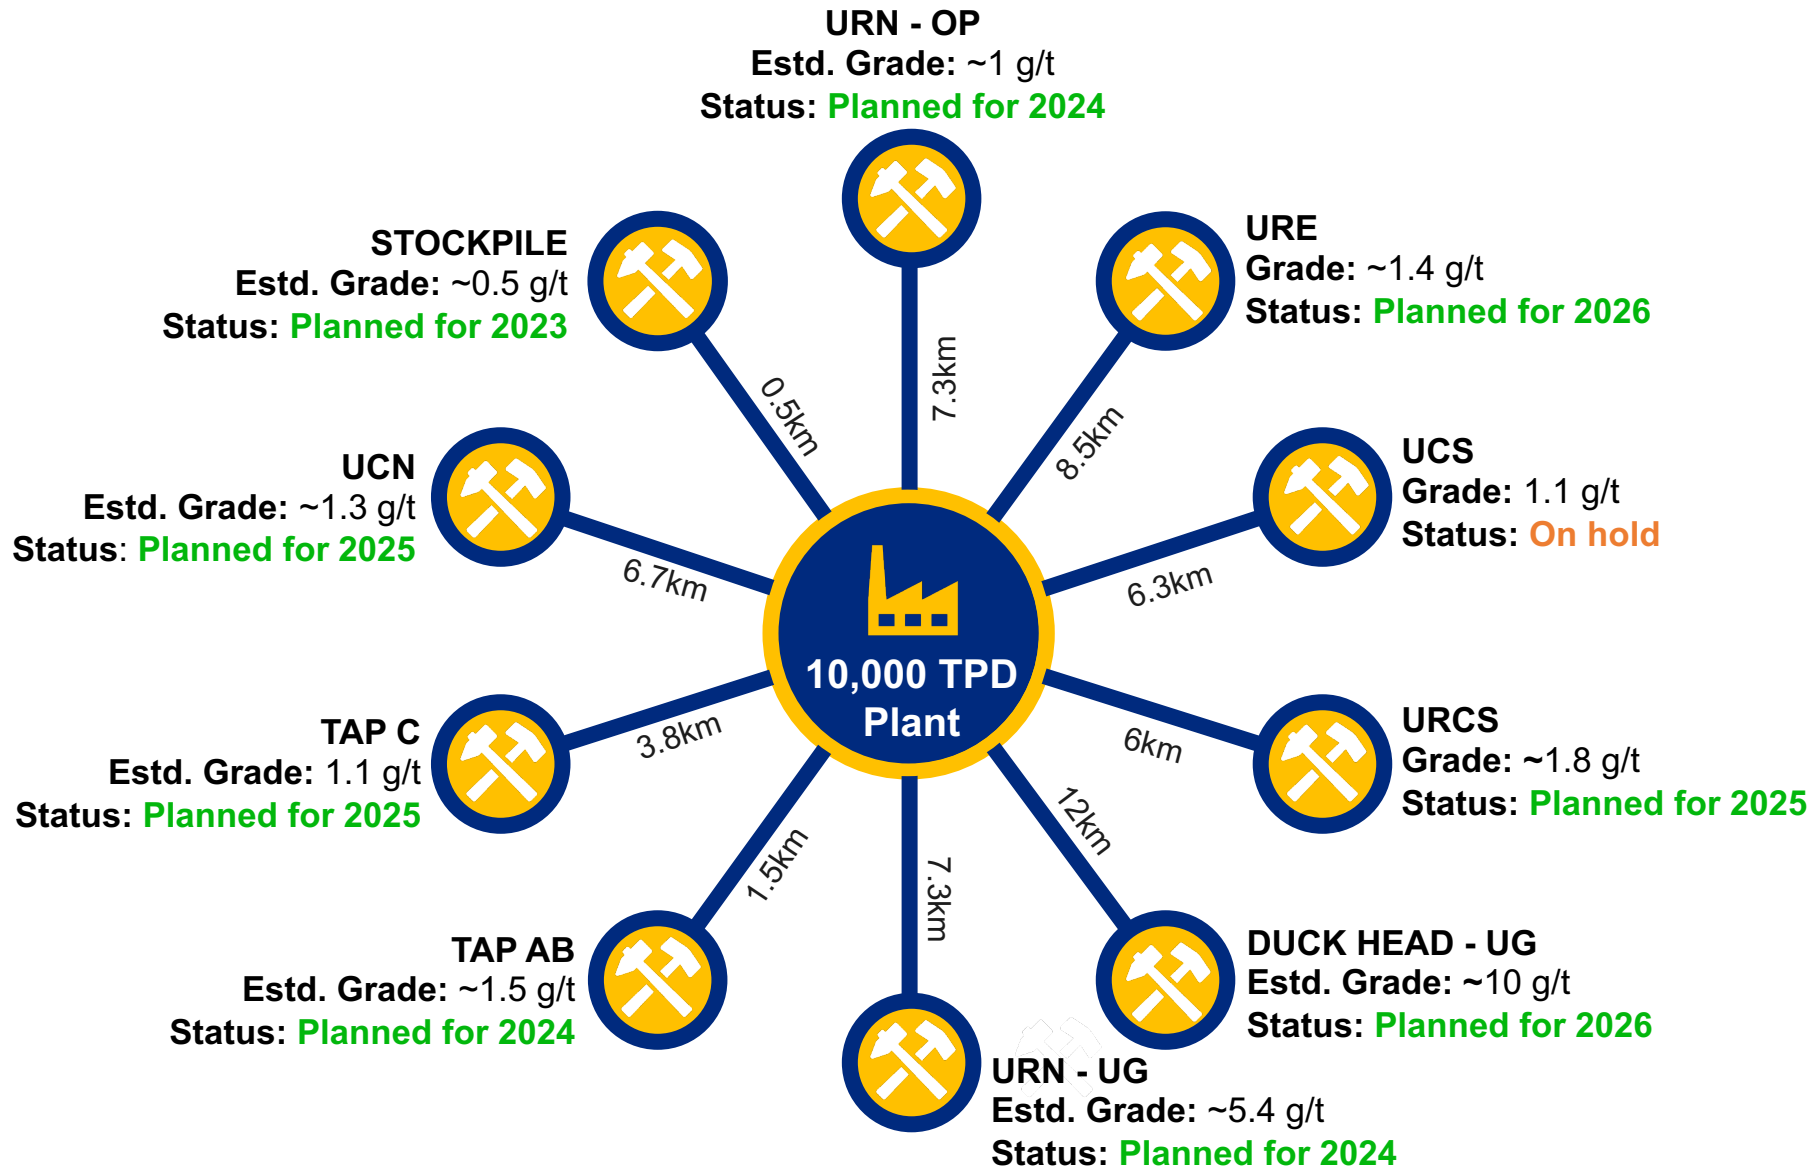 URN - OP
Estd. Grade: ~1 g/t
Status: Planned for 2024
STOCKPILE
Estd. Grade: ~0.5 g/t
Status: Planned for 2023
URE
Grade: ~1.4 g/t
Status: Planned for 2026
0.5km
7.3km
8.5km
UCN
Estd. Grade: ~1.3 g/t
Status: Planned for 2025
UCS
Grade: 1.1 g/t
Status: On hold
6.7km
6.3km
10,000 TPD
Plant
TAP C
Estd. Grade: 1.1 g/t
Status: Planned for 2025
URCS
Grade: ~1.8 g/t
Status: Planned for 2025
3.8km
6km
1.5km
7.3km
12km
TAP AB
Estd. Grade: ~1.5 g/t
Status: Planned for 2024
DUCK HEAD - UG
Estd. Grade: ~10 g/t
Status: Planned for 2026
URN - UG
Estd. Grade: ~5.4 g/t
Status: Planned for 2024